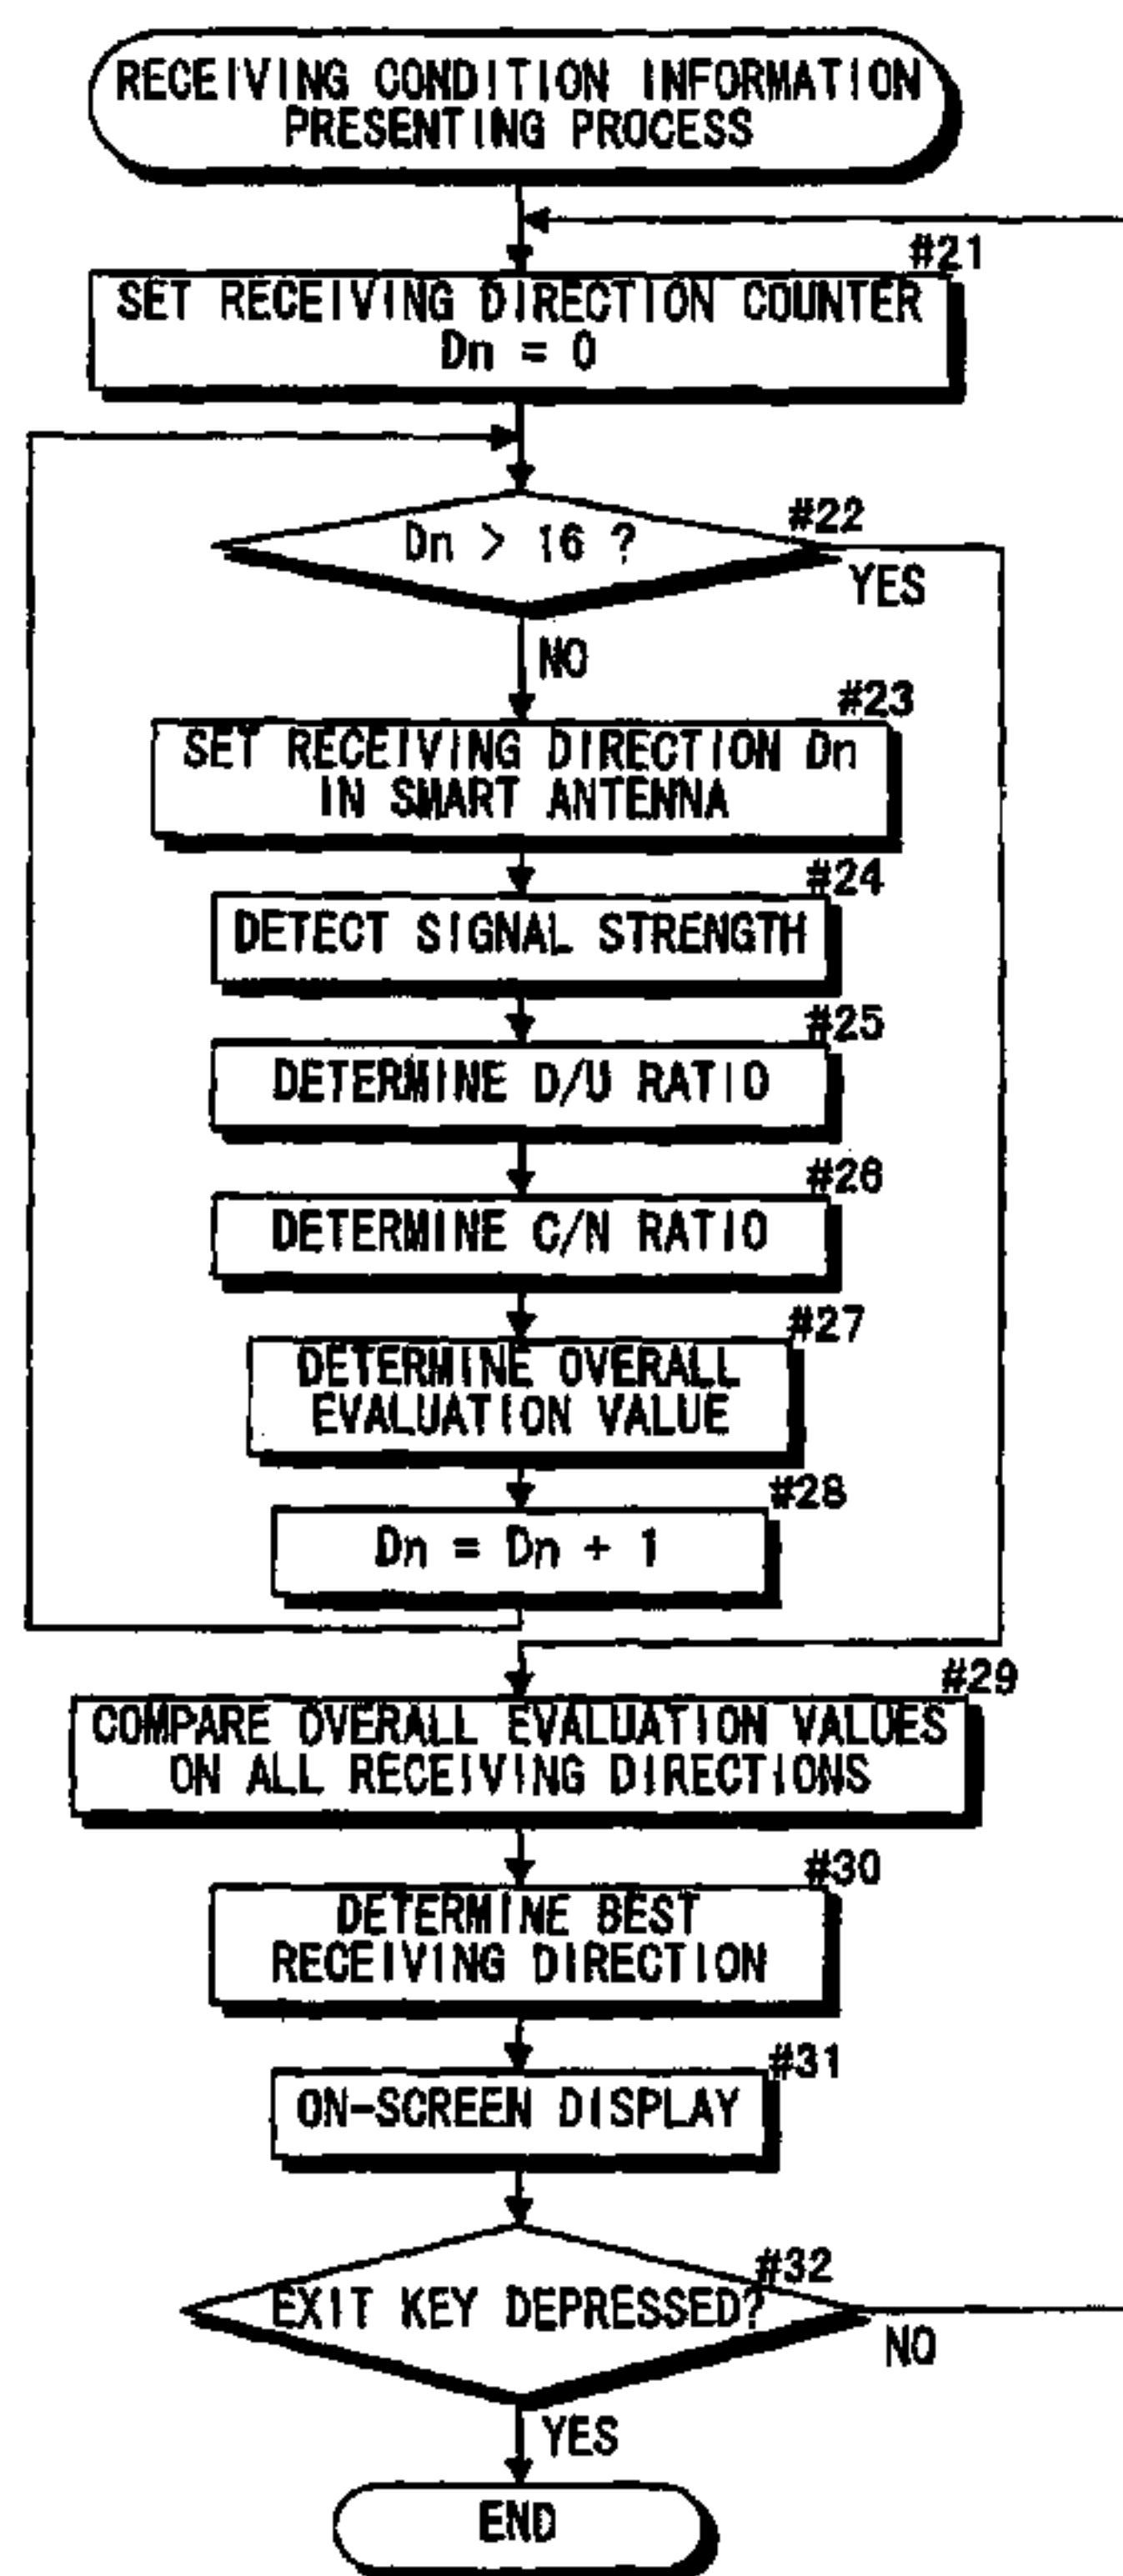 RECEIVING CONDITION INFORMATION
PRESENTING PROCESS
#21
SET RECEIVING DIRECTION COUNTER
Dn = 0
#22
Dn > 16 ?
YES
NO
#23
SET RECEIVING DIRECTION Dn
IN SMART ANTENNA
#24
DETECT SIGNAL STRENGTH
#25
DETERMINE D/U RATIO
#26
DETERMINE C/N RATIO
#27
DETERMINE OVERALL
EVALUATION VALUE
#28
Dn = Dn + 1
#29
COMPARE OVERALL EVALUATION VALUES
ON ALL RECEIVING DIRECTIONS
#30
DETERMINE BEST
RECEIVING DIRECTION
#31
ON-SCREEN DISPLAY
#32
EXIT KEY DEPRESSED?
NO
YES
END